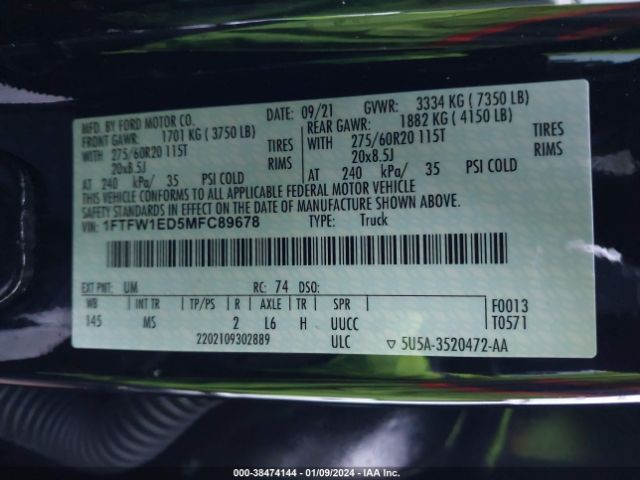 MFD. BY FORD MOTOR CO.
DATE: 09/21
GVWR: 3334 KG ( 7350 LB)
FRONT GAWR: 1701 KG ( 3750 LB)
REAR GAWR: 1882 KG ( 4150 LB)
WITH 275/60R20 115T TIRES
WITH 275/60R20 115T TIRES
20x8.5J RIMS
20x8.5J RIMS
AT 240 kPa/ 35 PSI COLD
AT 240 kPa/ 35 PSI COLD
THIS VEHICLE CONFORMS TO ALL APPLICABLE FEDERAL MOTOR VEHICLE
SAFETY STANDARDS IN EFFECT ON THE DATE OF MANUFACTURE SHOWN ABOVE.
VIN: 1FTFW1ED5MFC89678 TYPE: Truck
EXT PNT: UM RC: 74 DSO:
WB INT TR TP/PS R AXLE TR SPR
145 MS 2 L6 H UUCC
F0013
T0571
2202109302889 ULC ▽ 5U5A-3520472-AA
000-38474144 — 01/09/2024 — IAA Inc.